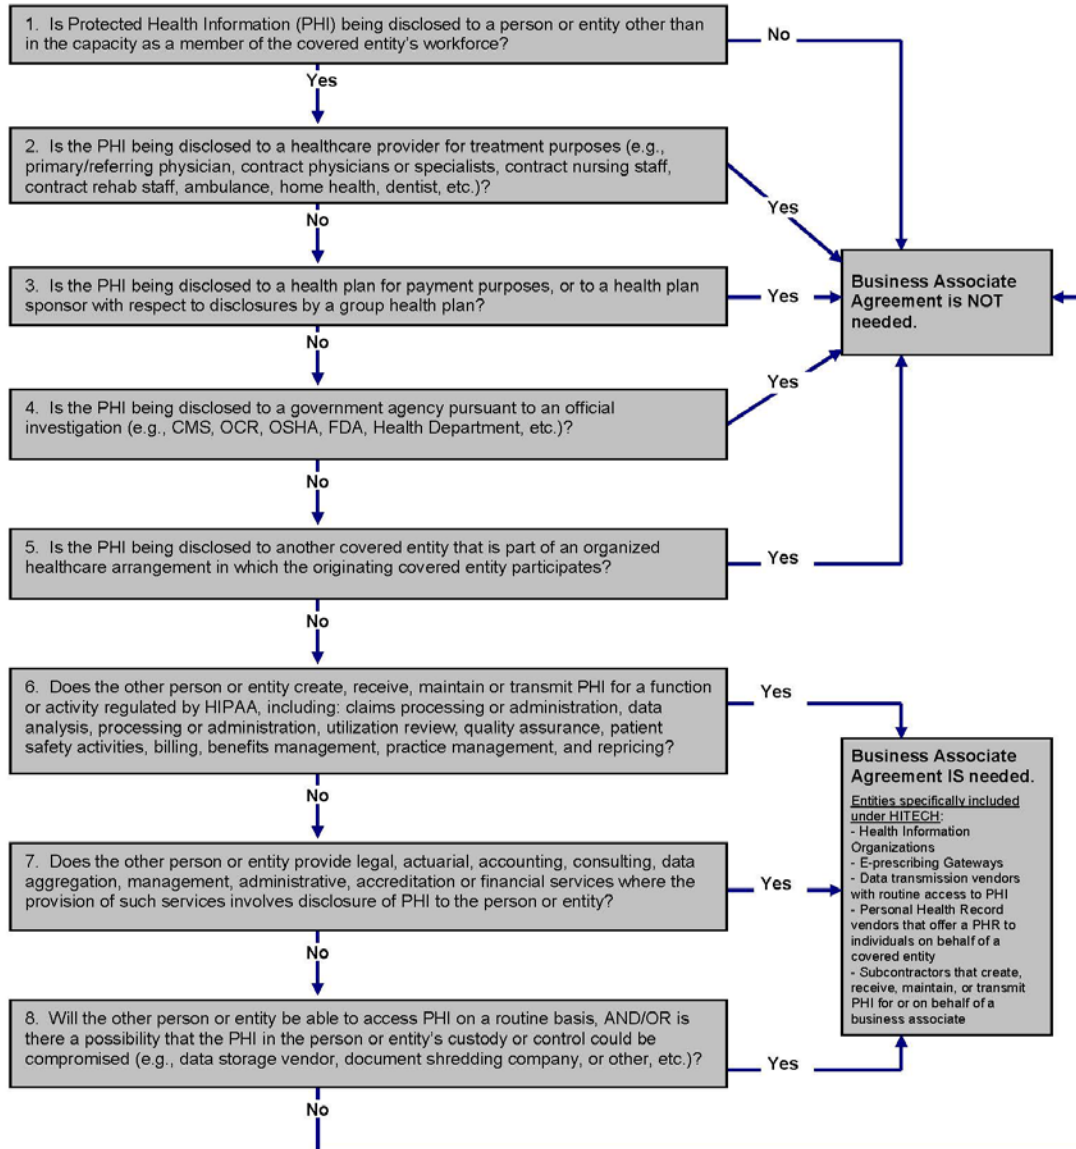 1. Is Protected Health Information (PHI) being disclosed to a person or entity other than
in the capacity as a member of the covered entity's workforce?
No
Yes
2. Is the PHI being disclosed to a healthcare provider for treatment purposes (e.g.,
primary/referring physician, contract physicians or specialists, contract nursing staff,
contract rehab staff, ambulance, home health, dentist, etc.)?
Yes
No
3. Is the PHI being disclosed to a health plan for payment purposes, or to a health plan
sponsor with respect to disclosures by a group health plan?
Yes
Business Associate
Agreement is NOT
needed.
No
4. Is the PHI being disclosed to a government agency pursuant to an official
investigation (e.g., CMS, OCR, OSHA, FDA, Health Department, etc.)?
Yes
No
5. Is the PHI being disclosed to another covered entity that is part of an organized
healthcare arrangement in which the originating covered entity participates?
Yes
No
6. Does the other person or entity create, receive, maintain or transmit PHI for a function
or activity regulated by HIPAA, including: claims processing or administration, data
analysis, processing or administration, utilization review, quality assurance, patient
safety activities, billing, benefits management, practice management, and repricing?
Yes
No
Business Associate
Agreement IS needed.
Entities specifically included
under HITECH:
- Health Information
Organizations
- E-prescribing Gateways
- Data transmission vendors
with routine access to PHI
- Personal Health Record
vendors that offer a PHR to
individuals on behalf of a
covered entity
- Subcontractors that create,
receive, maintain, or transmit
PHI for or on behalf of a
business associate
7. Does the other person or entity provide legal, actuarial, accounting, consulting, data
aggregation, management, administrative, accreditation or financial services where the
provision of such services involves disclosure of PHI to the person or entity?
Yes
No
8. Will the other person or entity be able to access PHI on a routine basis, AND/OR is
there a possibility that the PHI in the person or entity's custody or control could be
compromised (e.g., data storage vendor, document shredding company, or other, etc.)?
Yes
No